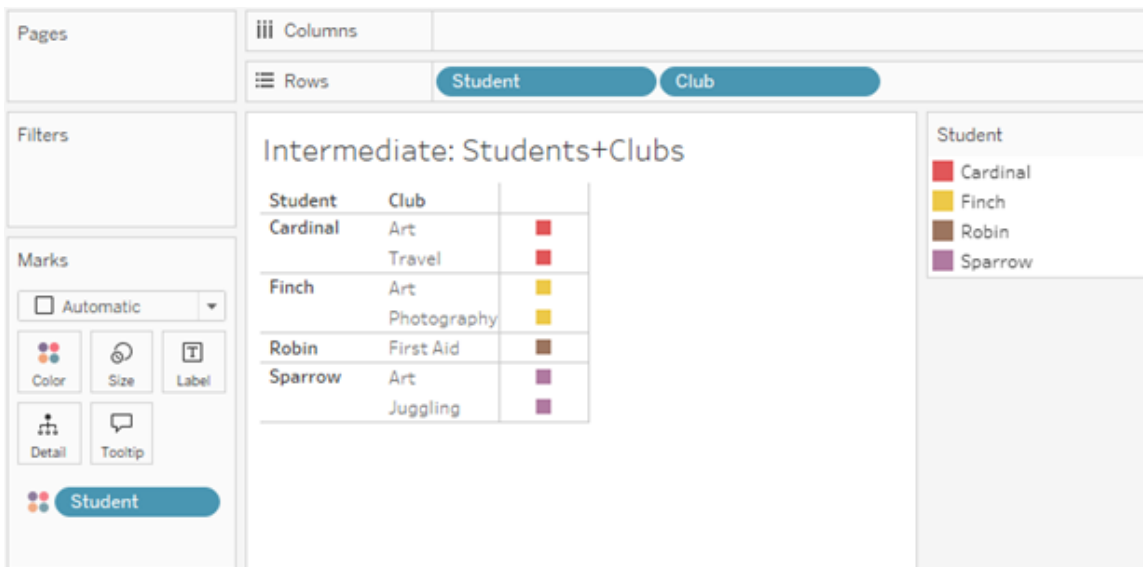 Pages
Columns
Rows Student Club
Filters
Intermediate: Students+Clubs
Student Club
Cardinal Art
Travel
Finch Art
Photography
Robin First Aid
Sparrow Art
Juggling
Marks
Automatic
Color Size Label
Detail Tooltip
Student
Student
Cardinal
Finch
Robin
Sparrow